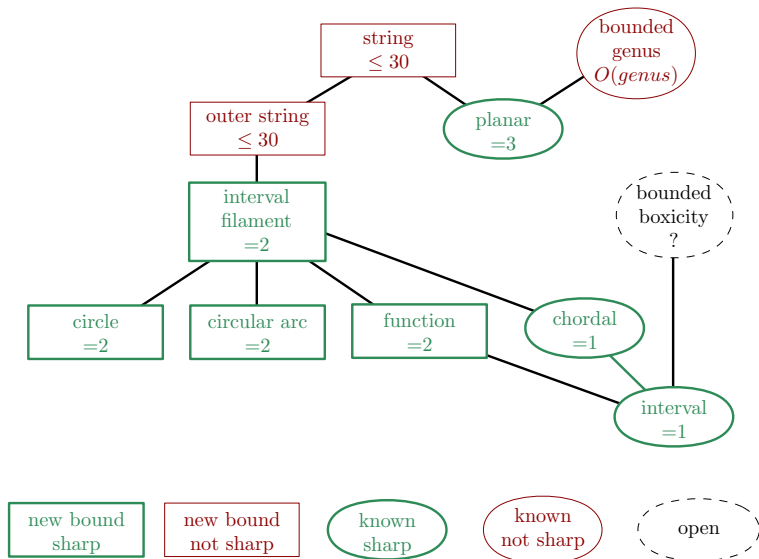 string
≤ 30
bounded
genus
O(genus)
outer string
≤ 30
planar
=3
interval
filament
=2
bounded
boxicity
?
circle
=2
circular arc
=2
function
=2
chordal
=1
interval
=1
new bound
sharp
new bound
not sharp
known
sharp
known
not sharp
open